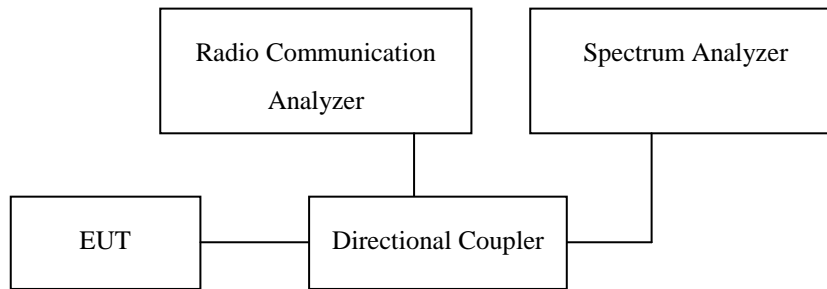 Radio Communication
Analyzer
Spectrum Analyzer
EUT
Directional Coupler